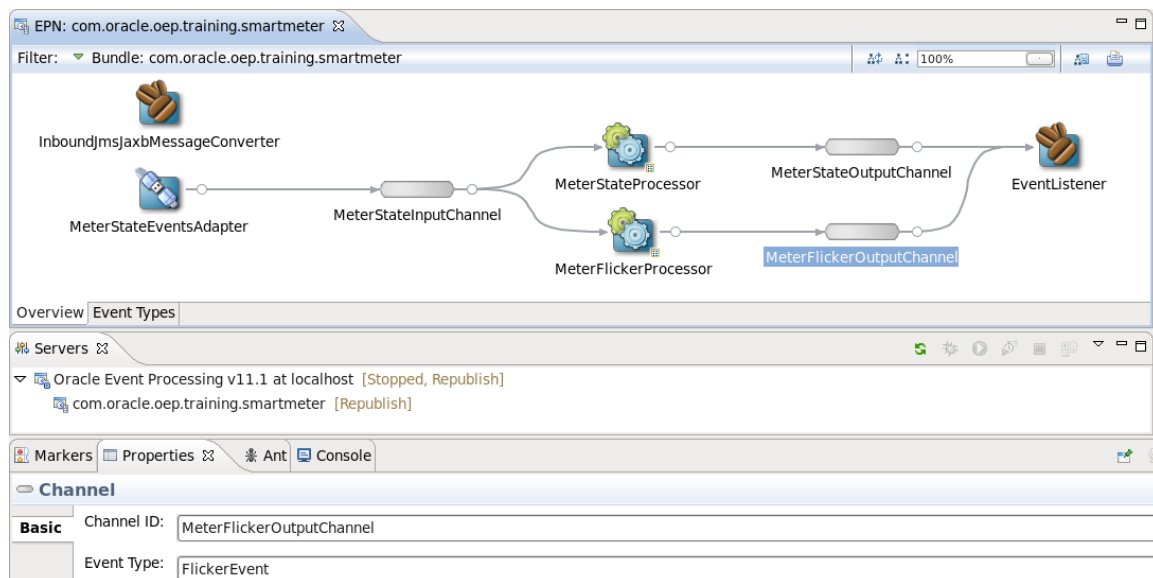 EPN: com.oracle.oep.training.smartmeter
Filter: Bundle: com.oracle.oep.training.smartmeter 100%
InboundJmsJaxbMessageConverter
MeterStateProcessor
MeterStateOutputChannel
EventListener
MeterStateEventsAdapter
MeterStateInputChannel
MeterFlickerProcessor
MeterFlickerOutputChannel
Overview Event Types
Servers
Oracle Event Processing v11.1 at localhost [Stopped, Republish]
com.oracle.oep.training.smartmeter [Republish]
Markers Properties Ant Console
Channel
Basic Channel ID: MeterFlickerOutputChannel
Event Type: FlickerEvent